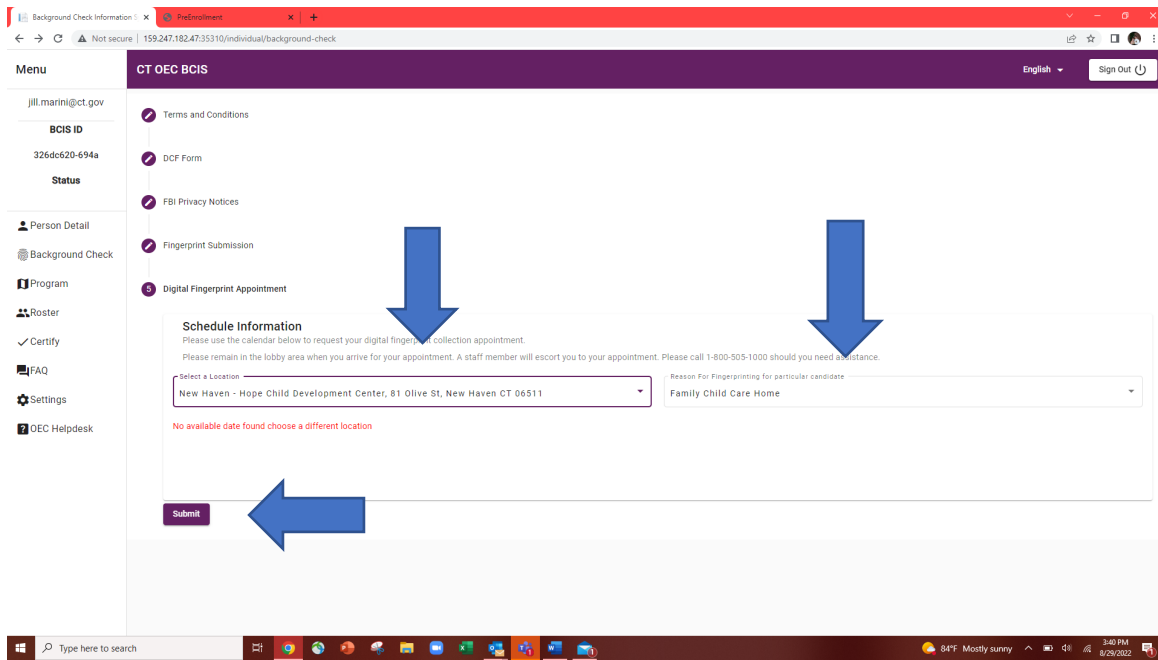 Background Check Information S
PreEnrollment
Not secure | 159.247.182.47:35310/individual/background-check
Menu
CT OEC BCIS
English
Sign Out
jill.marini@ct.gov
BCIS ID
326dc620-694a
Status
Person Detail
Background Check
Program
Roster
Certify
FAQ
Settings
OEC Helpdesk
Terms and Conditions
DCF Form
FBI Privacy Notices
Fingerprint Submission
5 Digital Fingerprint Appointment
Schedule Information
Please use the calendar below to request your digital fingerprint collection appointment.
Please remain in the lobby area when you arrive for your appointment. A staff member will escort you to your appointment. Please call 1-800-505-1000 should you need assistance.
Select a Location
New Haven - Hope Child Development Center, 81 Olive St, New Haven CT 06511
Reason For Fingerprinting for particular candidate
Family Child Care Home
No available date found choose a different location
Submit
Type here to search
84°F Mostly sunny
3:40 PM
8/29/2022